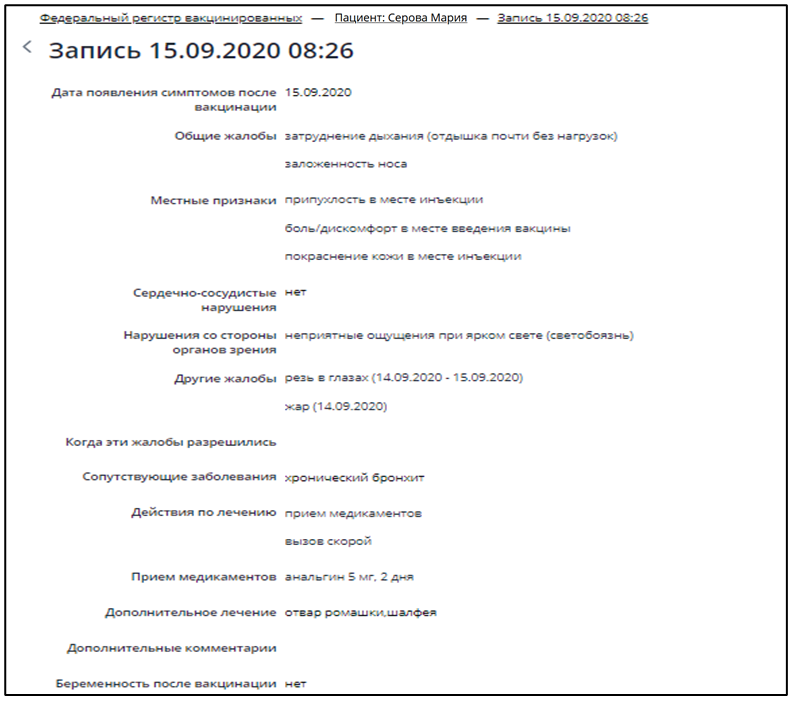 Федеральный регистр вакцинированных — Пациент: Серова Мария — Запись 15.09.2020 08:26
< Запись 15.09.2020 08:26
Дата появления симптомов после 15.09.2020
вакцинации
Общие жалобы затруднение дыхания (отдышка почти без нагрузок)
заложенность носа
Местные признаки припухлость в месте инъекции
боль/дискомфорт в месте введения вакцины
покраснение кожи в месте инъекции
Сердечно-сосудистые нет
нарушения
Нарушения со стороны неприятные ощущения при ярком свете (светобоязнь)
органов зрения
Другие жалобы резь в глазах (14.09.2020 - 15.09.2020)
жар (14.09.2020)
Когда эти жалобы разрешились
Сопутствующие заболевания хронический бронхит
Действия по лечению прием медикаментов
вызов скорой
Прием медикаментов анальгин 5 мг, 2 дня
Дополнительное лечение отвар ромашки,шалфея
Дополнительные комментарии
Беременность после вакцинации нет